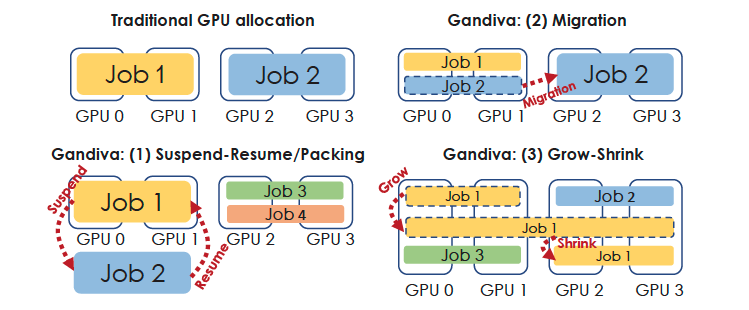 Traditional GPU allocation
Job 1
Job 2
GPU 0 GPU 1 GPU 2 GPU 3
Gandiva: (2) Migration
Job 1
Job 2
Migration
Job 2
GPU 0 GPU 1 GPU 2 GPU 3
Gandiva: (1) Suspend-Resume/Packing
Suspend
Job 1
Job 3
Job 4
GPU 0 GPU 1 GPU 2 GPU 3
Job 2
Resume
Gandiva: (3) Grow-Shrink
Grow
Job 1
Job 2
Job 1
Shrink
Job 3
Job 1
GPU 0 GPU 1 GPU 2 GPU 3